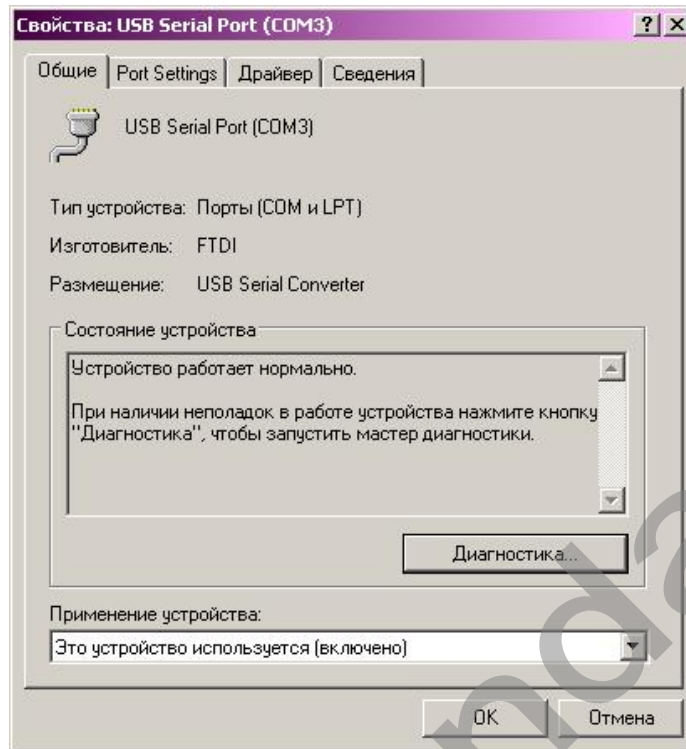 Свойства: USB Serial Port (COM3)
Общие Port Settings Драйвер Сведения
USB Serial Port (COM3)
Тип устройства: Порты (COM и LPT)
Изготовитель: FTDI
Размещение: USB Serial Converter
Состояние устройства
Устройство работает нормально.
При наличии неполадок в работе устройства нажмите кнопку
"Диагностика", чтобы запустить мастер диагностики.
Диагностика...
Применение устройства:
Это устройство используется (включено)
OK Отмена